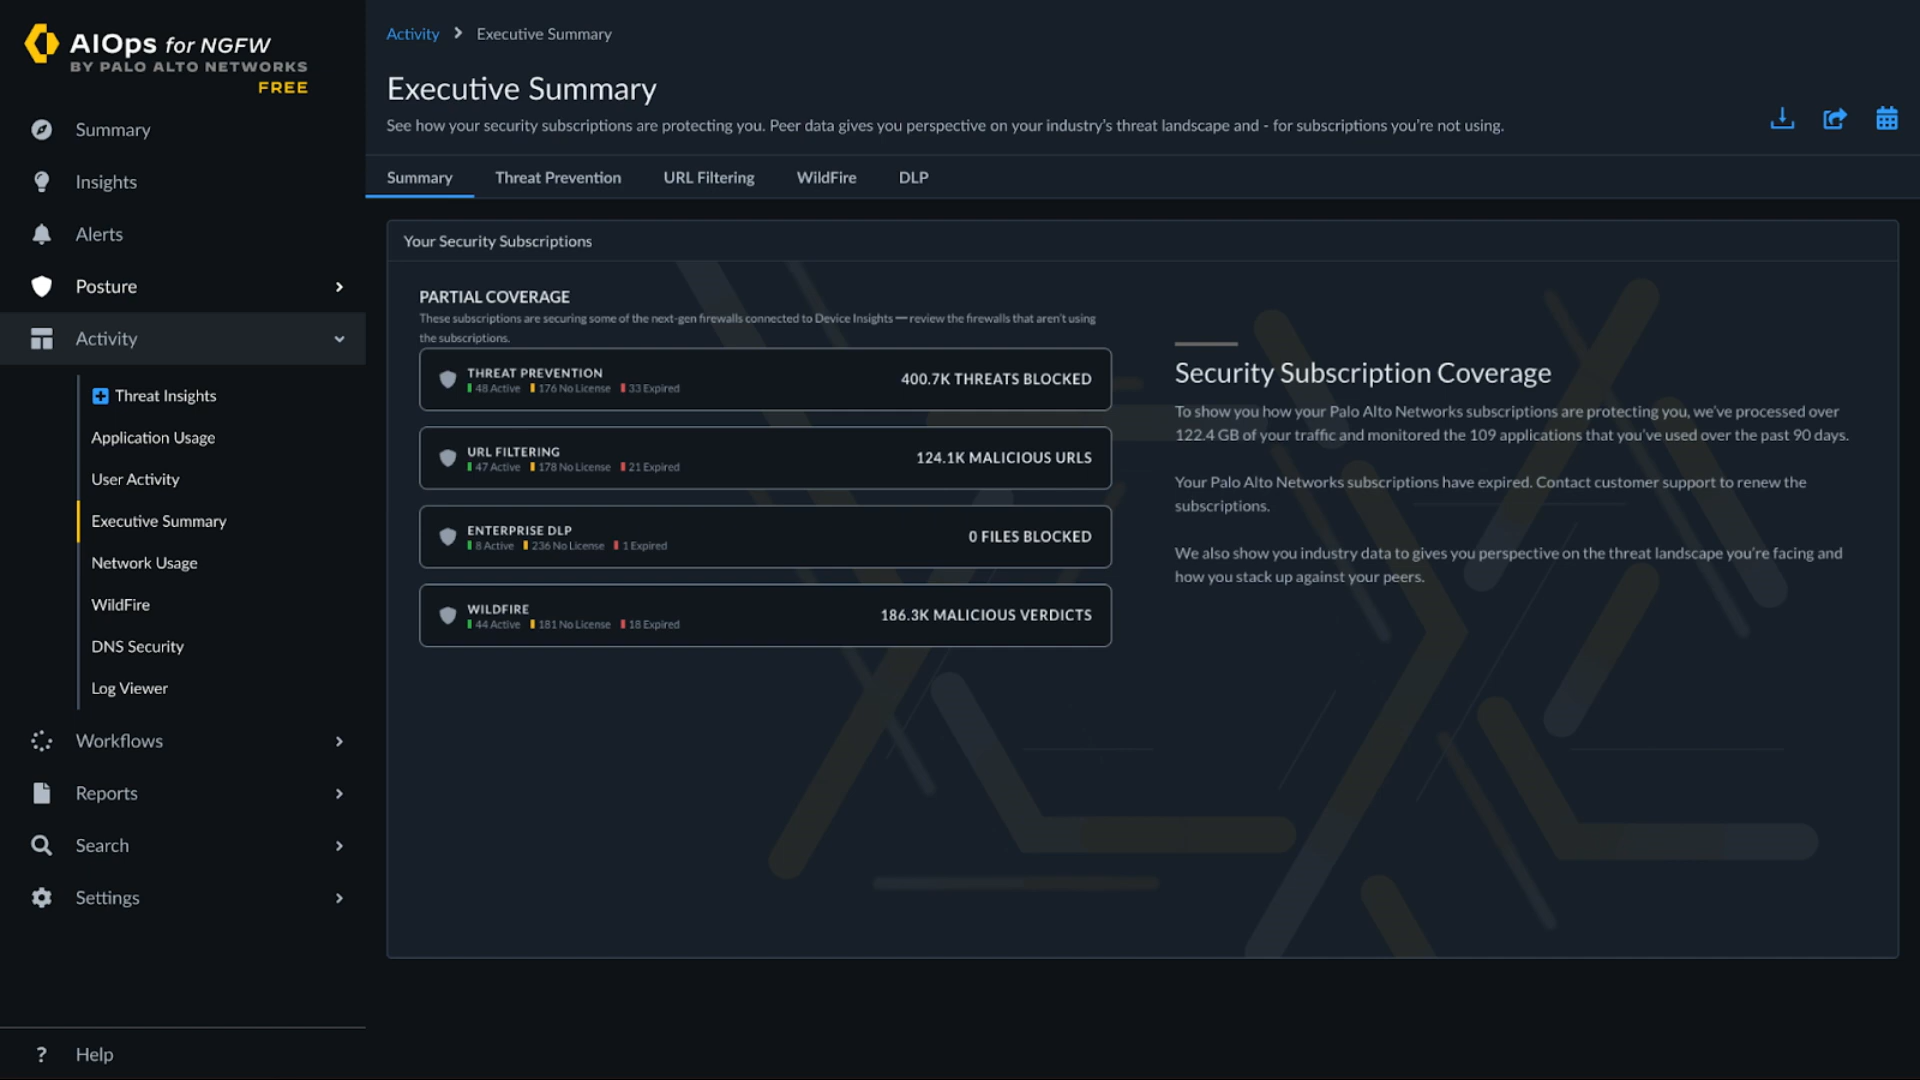 AIOps for NGFW
BY PALO ALTO NETWORKS
FREE
Summary
Insights
Alerts
Posture
Activity
Threat Insights
Application Usage
User Activity
Executive Summary
Network Usage
WildFire
DNS Security
Log Viewer
Workflows
Reports
Search
Settings
? Help
Activity > Executive Summary
Executive Summary
See how your security subscriptions are protecting you. Peer data gives you perspective on your industry's threat landscape and - for subscriptions you're not using.
Summary Threat Prevention URL Filtering WildFire DLP
Your Security Subscriptions
PARTIAL COVERAGE
These subscriptions are securing some of the next-gen firewalls connected to Device Insights — review the firewalls that aren't using
the subscriptions.
THREAT PREVENTION
48 Active 176 No License 33 Expired
400.7K THREATS BLOCKED
URL FILTERING
47 Active 178 No License 21 Expired
124.1K MALICIOUS URLS
ENTERPRISE DLP
8 Active 236 No License 1 Expired
0 FILES BLOCKED
WILDFIRE
44 Active 181 No License 18 Expired
186.3K MALICIOUS VERDICTS
Security Subscription Coverage
To show you how your Palo Alto Networks subscriptions are protecting you, we've processed over
122.4 GB of your traffic and monitored the 109 applications that you've used over the past 90 days.
Your Palo Alto Networks subscriptions have expired. Contact customer support to renew the
subscriptions.
We also show you industry data to gives you perspective on the threat landscape you're facing and
how you stack up against your peers.